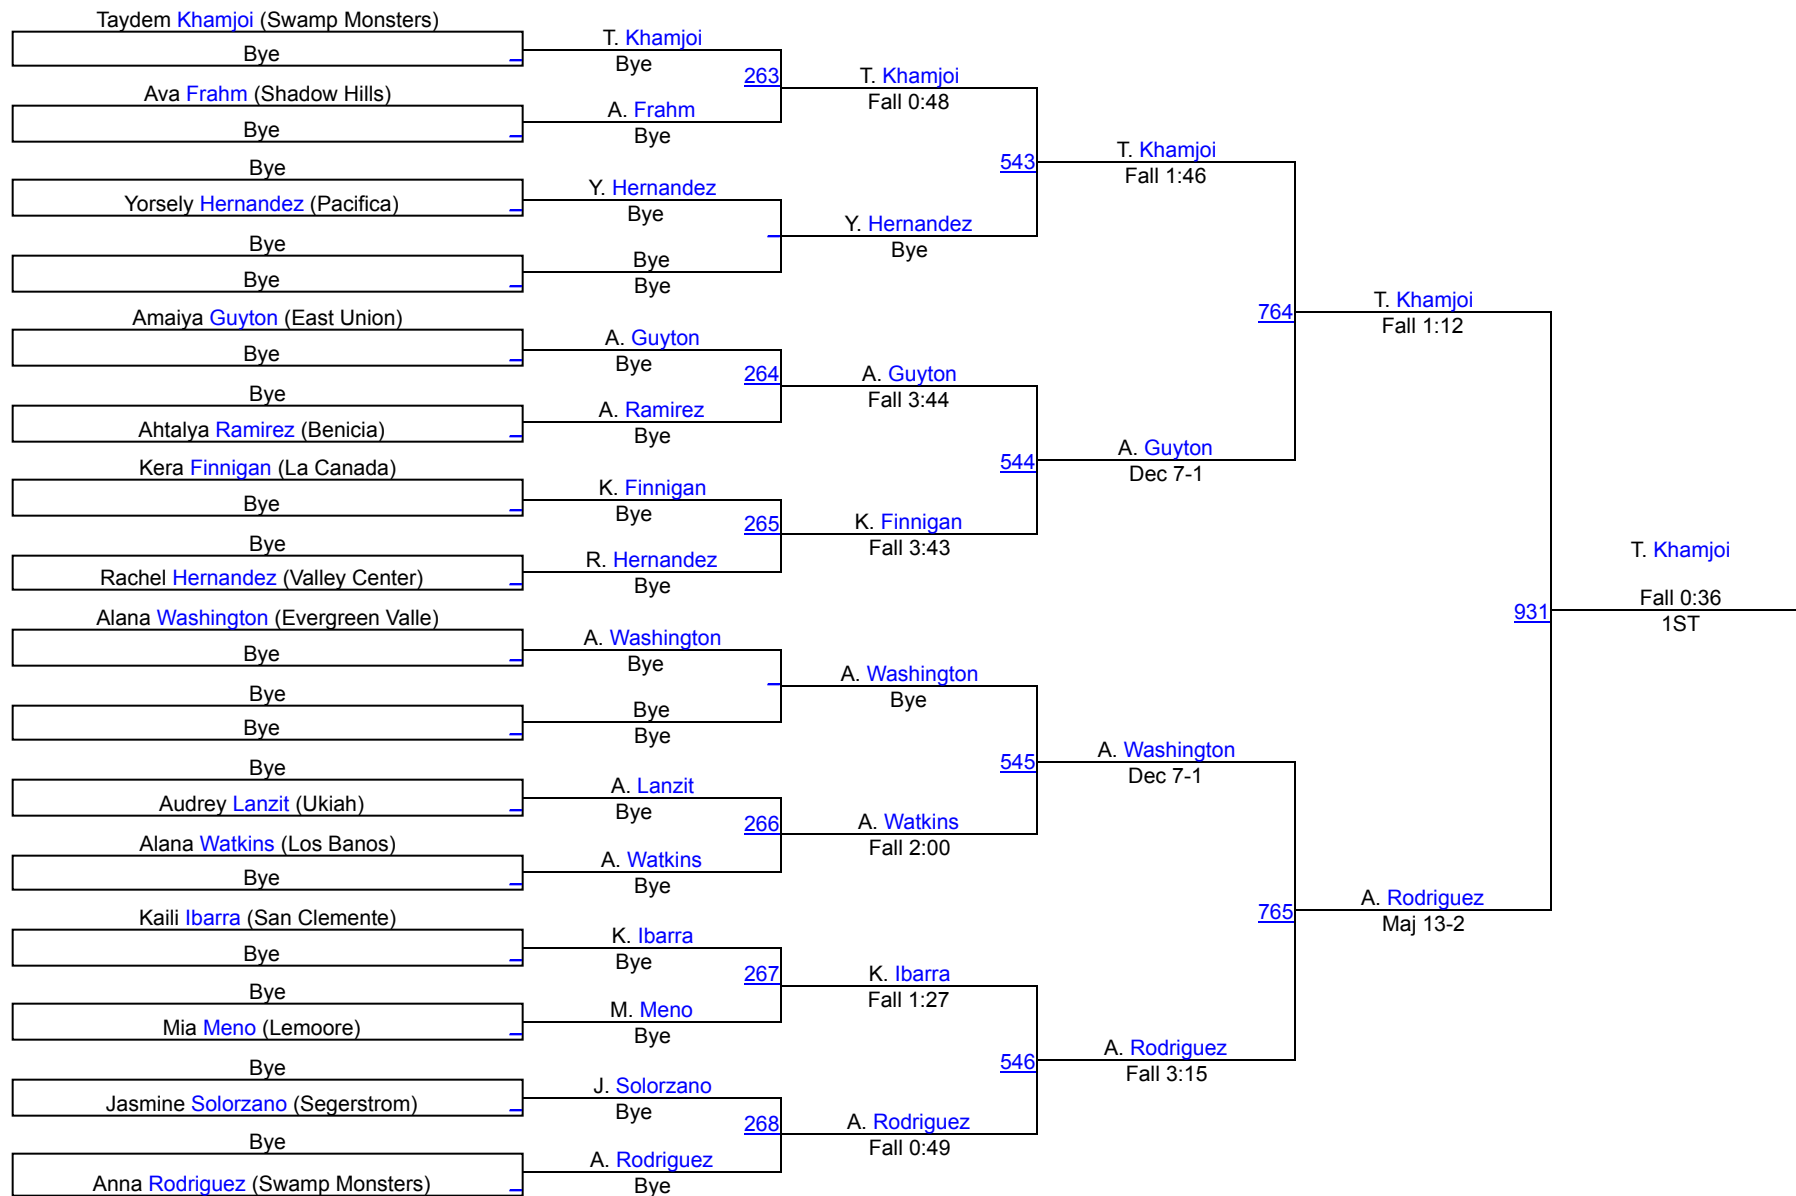 Taydem Khamjoi (Swamp Monsters)
Bye
Ava Frahm (Shadow Hills)
Bye
Bye
Yorsely Hernandez (Pacifica)
Bye
Bye
Amaiya Guyton (East Union)
Bye
Bye
Ahtalya Ramirez (Benicia)
Kera Finnigan (La Canada)
Bye
Bye
Rachel Hernandez (Valley Center)
Alana Washington (Evergreen Valle)
Bye
Bye
Bye
Bye
Audrey Lanzit (Ukiah)
Alana Watkins (Los Banos)
Bye
Kaili Ibarra (San Clemente)
Bye
Bye
Mia Meno (Lemoore)
Bye
Jasmine Solorzano (Segerstrom)
Bye
Anna Rodriguez (Swamp Monsters)
T. Khamjoi
Bye
263
A. Frahm
Bye
Y. Hernandez
Bye
Bye
Bye
A. Guyton
Bye
264
A. Ramirez
Bye
K. Finnigan
Bye
265
R. Hernandez
Bye
A. Washington
Bye
Bye
Bye
A. Lanzit
Bye
266
A. Watkins
Bye
K. Ibarra
Bye
267
M. Meno
Bye
J. Solorzano
Bye
268
A. Rodriguez
Bye
T. Khamjoi
Fall 0:48
543
Y. Hernandez
Bye
A. Guyton
Fall 3:44
544
K. Finnigan
Fall 3:43
A. Washington
Bye
545
A. Watkins
Fall 2:00
K. Ibarra
Fall 1:27
546
A. Rodriguez
Fall 0:49
T. Khamjoi
Fall 1:46
764
A. Guyton
Dec 7-1
A. Washington
Dec 7-1
765
A. Rodriguez
Fall 3:15
T. Khamjoi
Fall 1:12
931
A. Rodriguez
Maj 13-2
T. Khamjoi
Fall 0:36
1ST